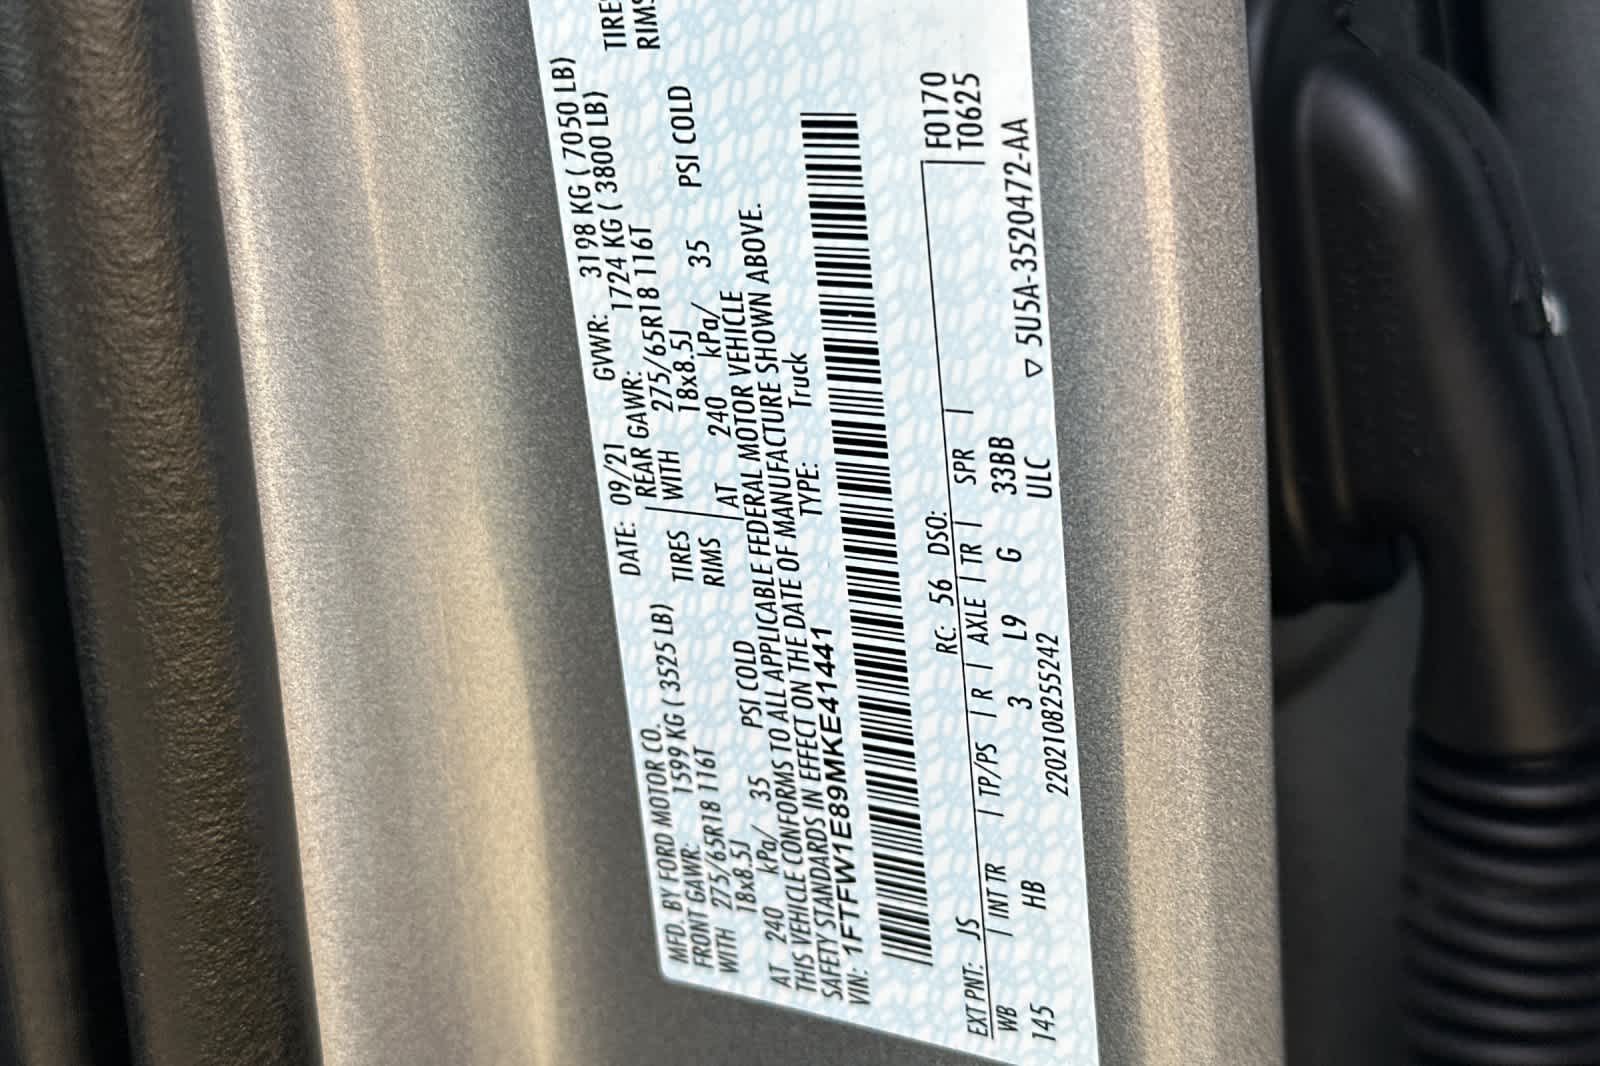 MFD. BY FORD MOTOR CO.
DATE: 09/21 GVWR: 3198 KG ( 7050 LB)
FRONT GAWR: 1599 KG ( 3525 LB) REAR GAWR: 1724 KG ( 3800 LB)
WITH 275/65R18 116T TIRES WITH 275/65R18 116T TIRE
18x8.5J RIMS 18x8.5J RIMS
AT 240 kPa/ 35 PSI COLD AT 240 kPa/ 35 PSI COLD
THIS VEHICLE CONFORMS TO ALL APPLICABLE FEDERAL MOTOR VEHICLE
SAFETY STANDARDS IN EFFECT ON THE DATE OF MANUFACTURE SHOWN ABOVE.
VIN: 1FTFW1E89MKE41441 TYPE: Truck
F0170
T0625
EXT PNT: JS RC: 56 DSO:
WB INT TR TP/PS R AXLE TR SPR
145 HB 3 L9 G 33BB
220210825S242 ULC ▽ 5U5A-3520472-AA